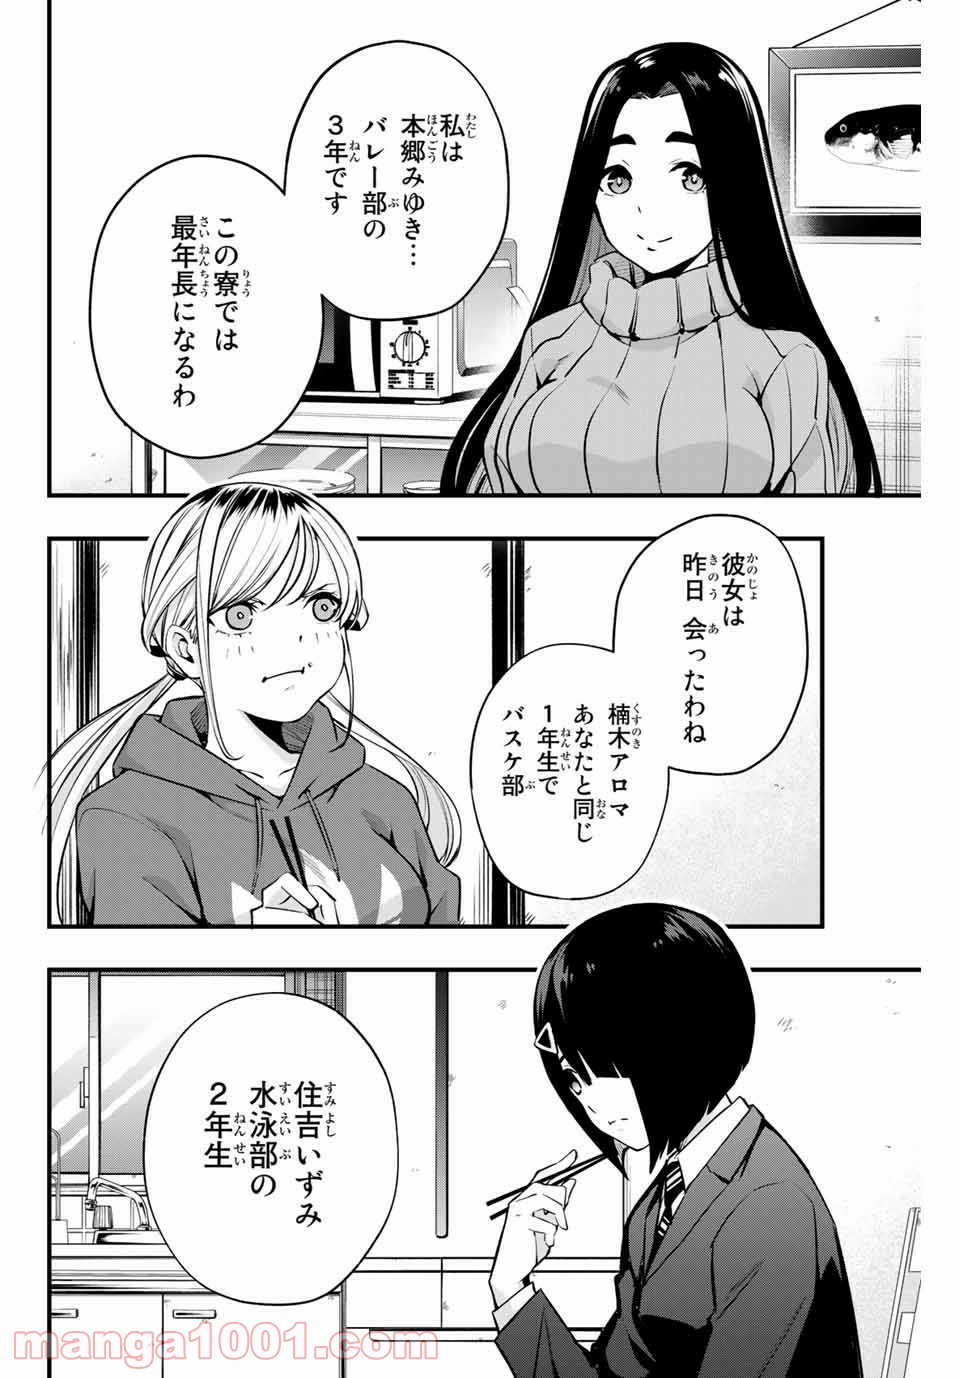 私は
本郷みゆき…
バレー部の
3年です
この寮では
最年長になるわ
彼女は
昨日会ったわね
楠木アロマ
あなたと同じ
1年生で
バスケ部
住吉いずみ
水泳部の
2年生
manga1001.com